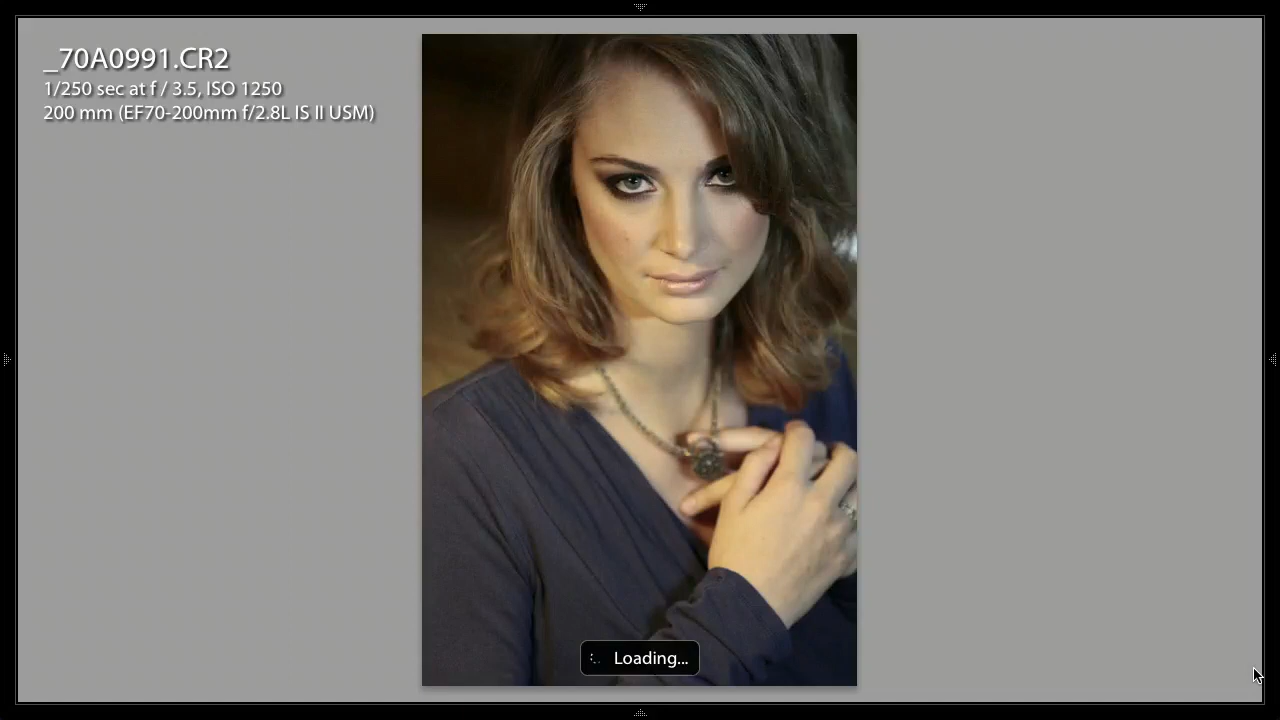 _70A0991.CR2
1/250 sec at f / 3.5, ISO 1250
200 mm (EF70-200mm f/2.8L IS II USM)
Loading...